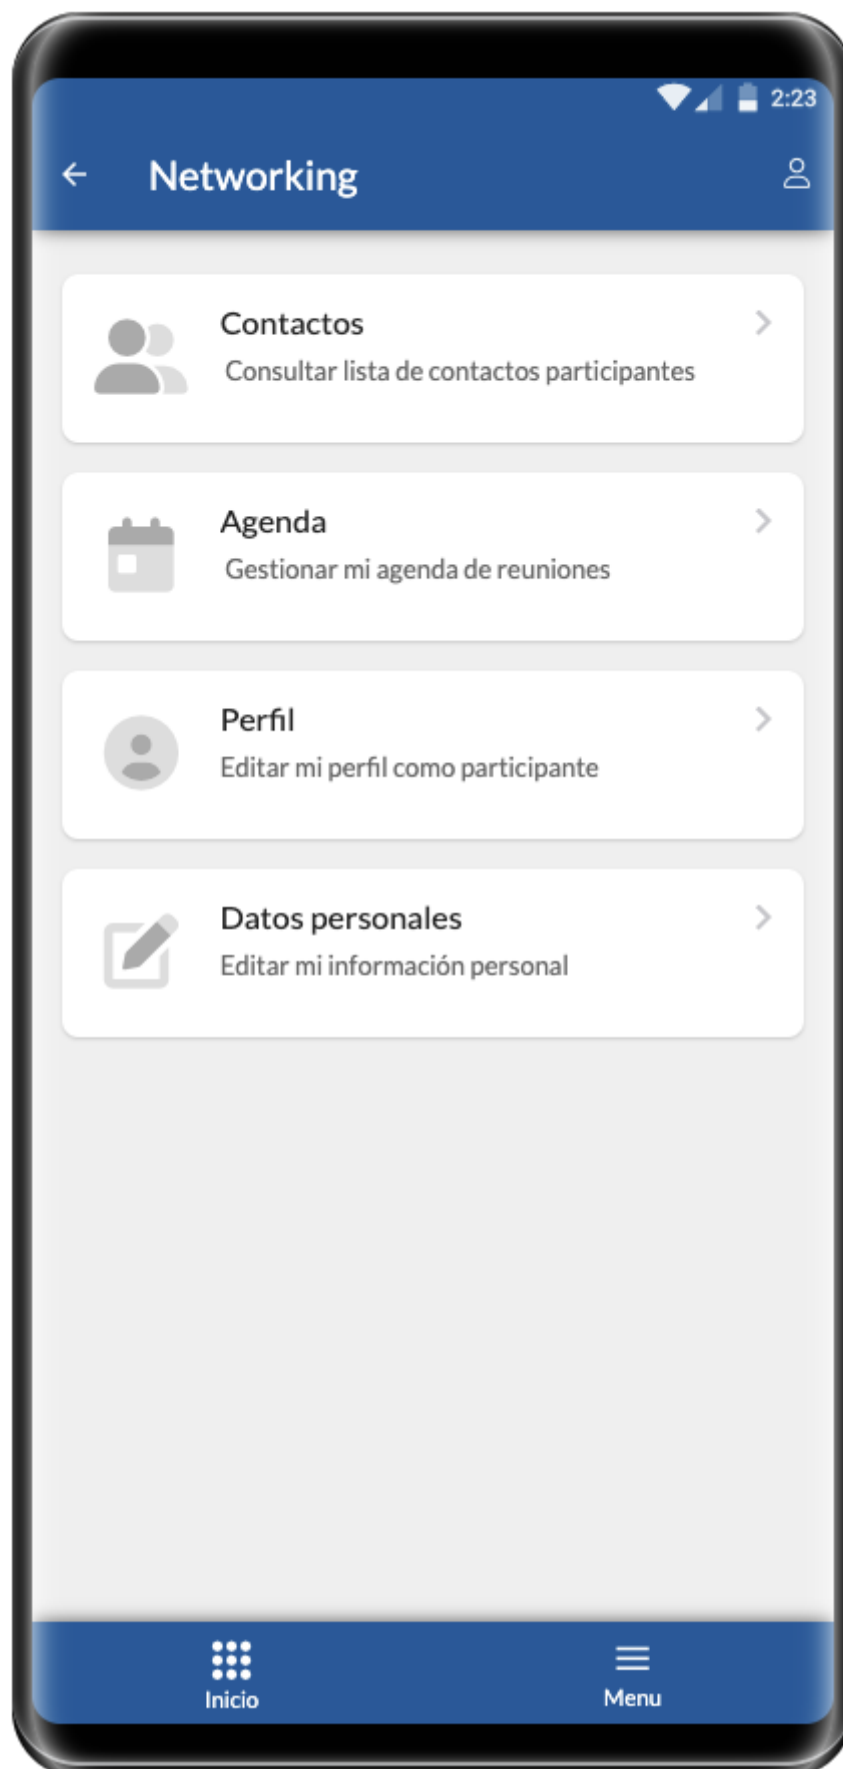 2:23
Networking
Contactos
Consultar lista de contactos participantes
Agenda
Gestionar mi agenda de reuniones
Perfil
Editar mi perfil como participante
Datos personales
Editar mi información personal
Inicio
Menu